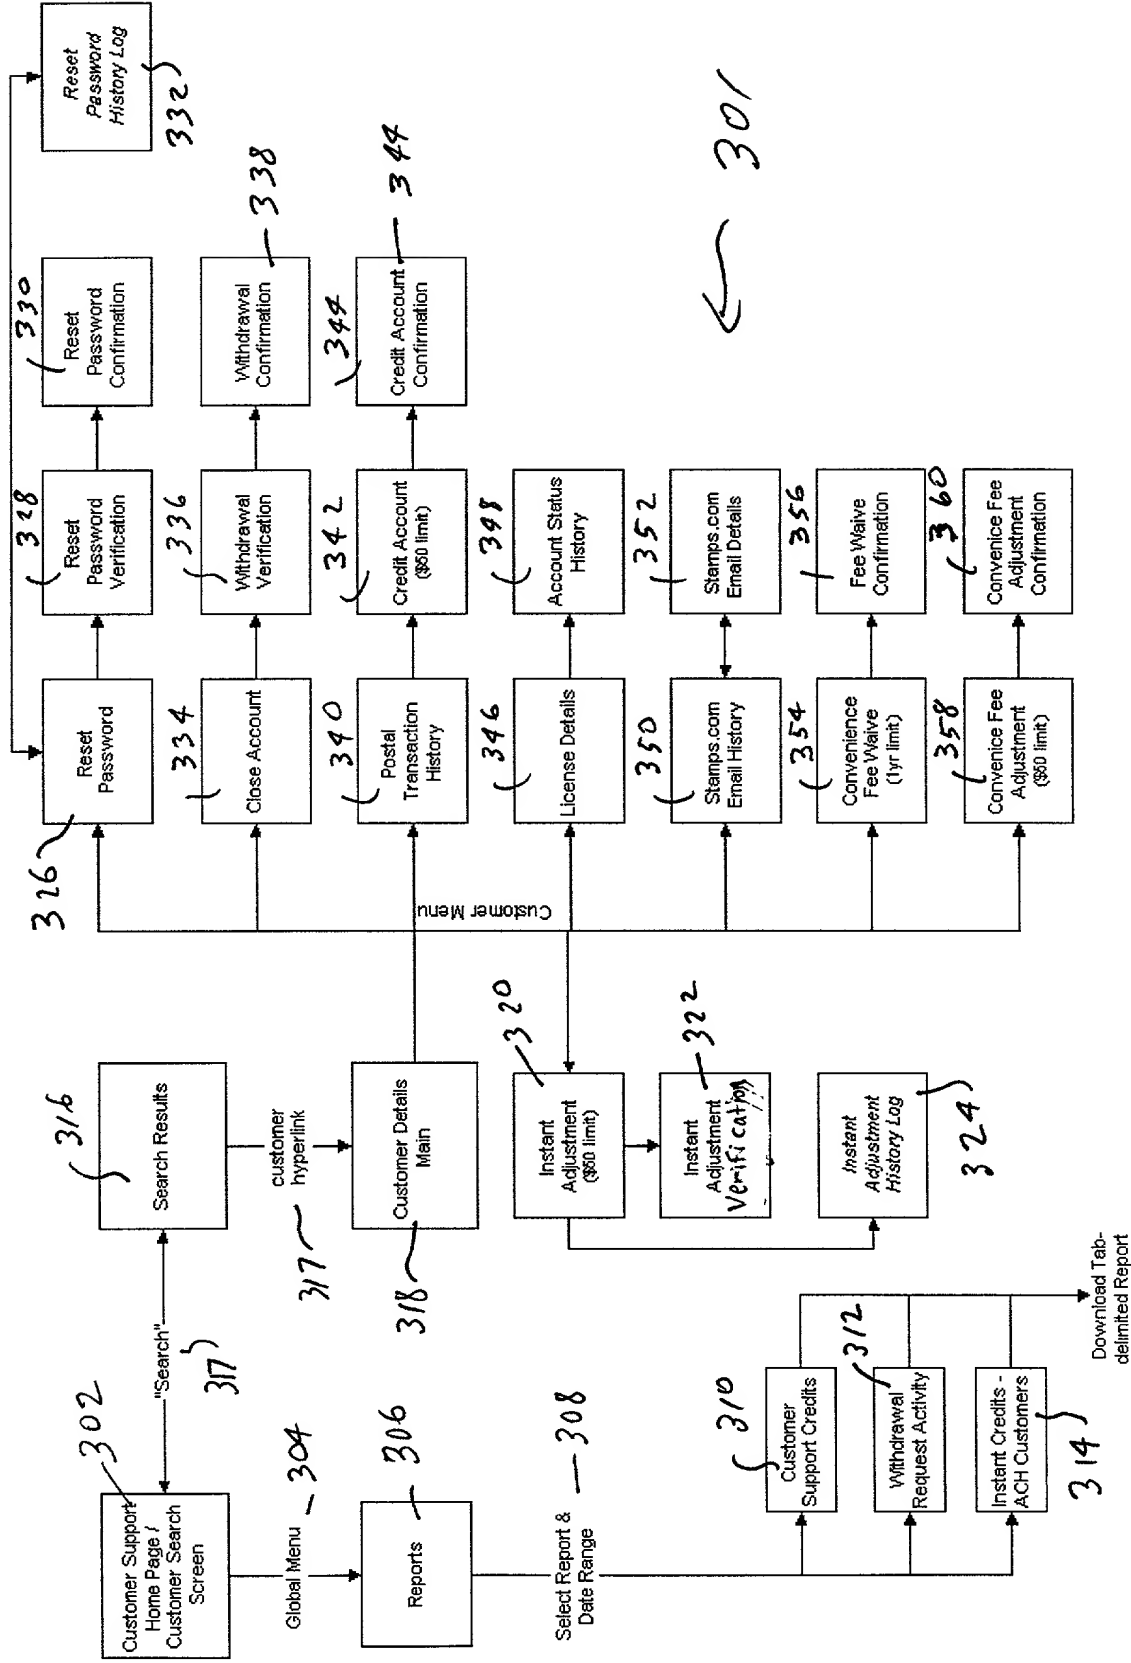 302
Customer Support
Home Page /
Customer Search
Screen
"Search"
317
316
Search Results
Global Menu
304
customer
hyperlink
317
306
Reports
318
Customer Details
Main
Select Report &
Date Range
308
310
Customer
Support Credits
312
Withdrawal
Request Activity
Instant Credits -
ACH Customers
314
Download Tab-
delimited Report
320
Instant
Adjustment
($50 limit)
322
Instant
Adjustment
Verification
Instant
Adjustment
History Log
324
Customer Menu
326
Reset
Password
328
Reset
Password
Verification
330
Reset
Password
Confirmation
Reset
Password
History Log
332
334
Close Account
336
Withdrawal
Verification
Withdrawal
Confirmation
338
340
Postal
Transaction
History
342
Credit Account
($50 limit)
344
Credit Account
Confirmation
344
346
License Details
348
Account Status
History
350
Stamps.com
Email History
352
Stamps.com
Email Details
354
Convenience
Fee Waive
(1yr limit)
356
Fee Waive
Confirmation
358
Convenice Fee
Adjustment
($50 limit)
360
Convenice Fee
Adjustment
Confirmation
301